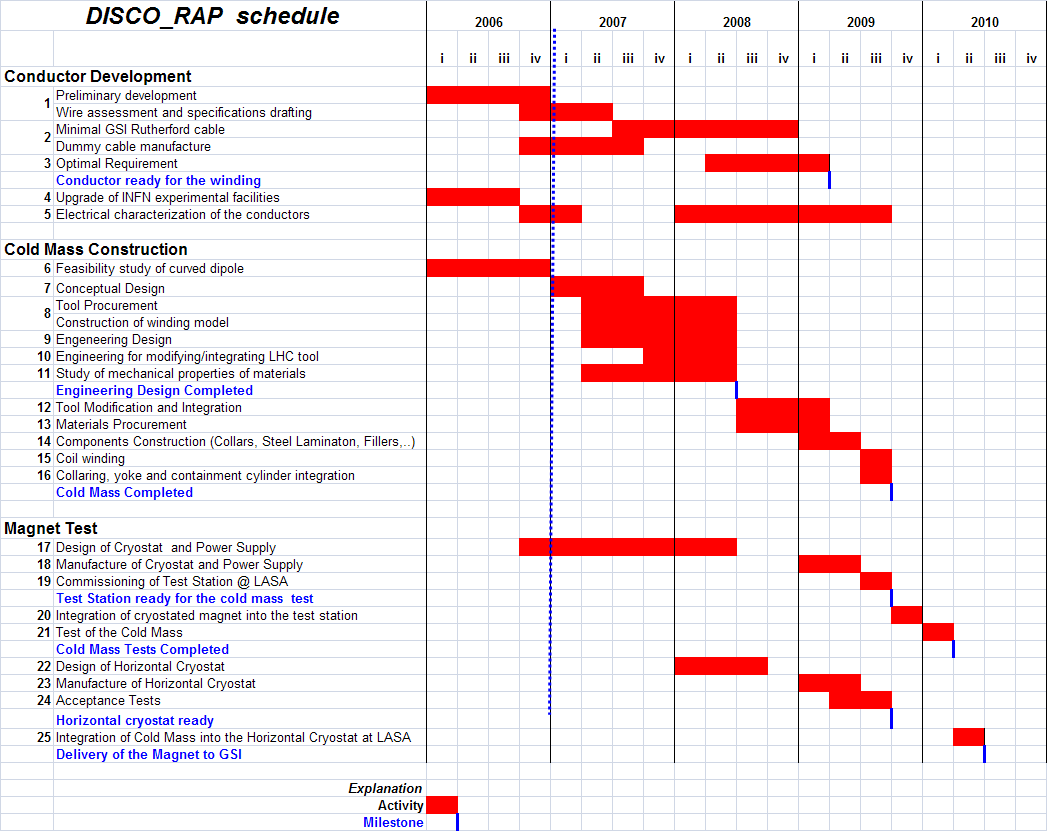 DISCO_RAP schedule
2006 2007 2008 2009 2010
i ii iii iv i ii iii iv i ii iii iv i ii iii iv i ii iii iv
Conductor Development
1 Preliminary development
Wire assessment and specifications drafting
2 Minimal GSI Rutherford cable
Dummy cable manufacture
3 Optimal Requirement
Conductor ready for the winding
4 Upgrade of INFN experimental facilities
5 Electrical characterization of the conductors
Cold Mass Construction
6 Feasibility study of curved dipole
7 Conceptual Design
8 Tool Procurement
Construction of winding model
9 Engeneering Design
10 Engineering for modifying/integrating LHC tool
11 Study of mechanical properties of materials
Engineering Design Completed
12 Tool Modification and Integration
13 Materials Procurement
14 Components Construction (Collars, Steel Laminaton, Fillers,..)
15 Coil winding
16 Collaring, yoke and containment cylinder integration
Cold Mass Completed
Magnet Test
17 Design of Cryostat and Power Supply
18 Manufacture of Cryostat and Power Supply
19 Commissioning of Test Station @ LASA
Test Station ready for the cold mass test
20 Integration of cryostated magnet into the test station
21 Test of the Cold Mass
Cold Mass Tests Completed
22 Design of Horizontal Cryostat
23 Manufacture of Horizontal Cryostat
24 Acceptance Tests
Horizontal cryostat ready
25 Integration of Cold Mass into the Horizontal Cryostat at LASA
Delivery of the Magnet to GSI
Explanation
Activity
Milestone